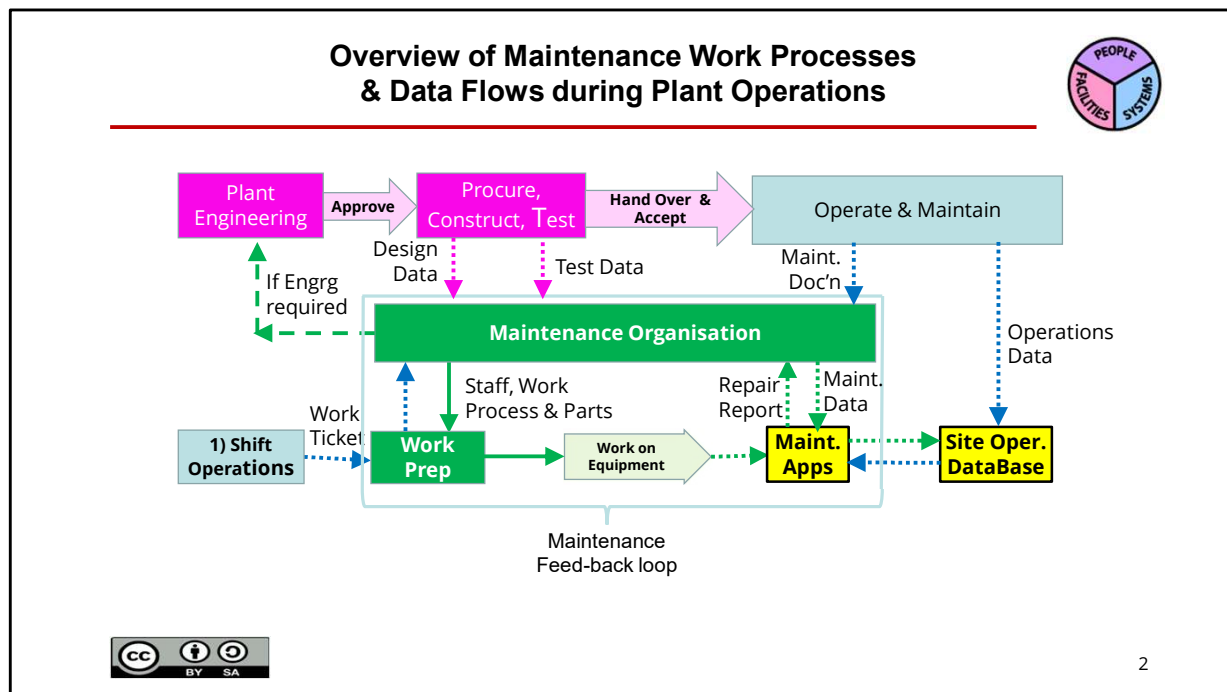 Overview of Maintenance Work Processes
& Data Flows during Plant Operations
PEOPLE
FACILITIES
SYSTEMS
Plant
Engineering
Approve
Procure,
Construct, Test
Hand Over &
Accept
Operate & Maintain
Design
Data
Test Data
Maint.
Doc'n
If Engrg
required
Maintenance Organisation
Operations
Data
Staff, Work
Process & Parts
Repair
Report
Maint.
Data
Work
Ticket
1) Shift
Operations
Work
Prep
Work on
Equipment
Maint.
Apps
Site Oper.
DataBase
Maintenance
Feed-back loop
cc
BY SA
2